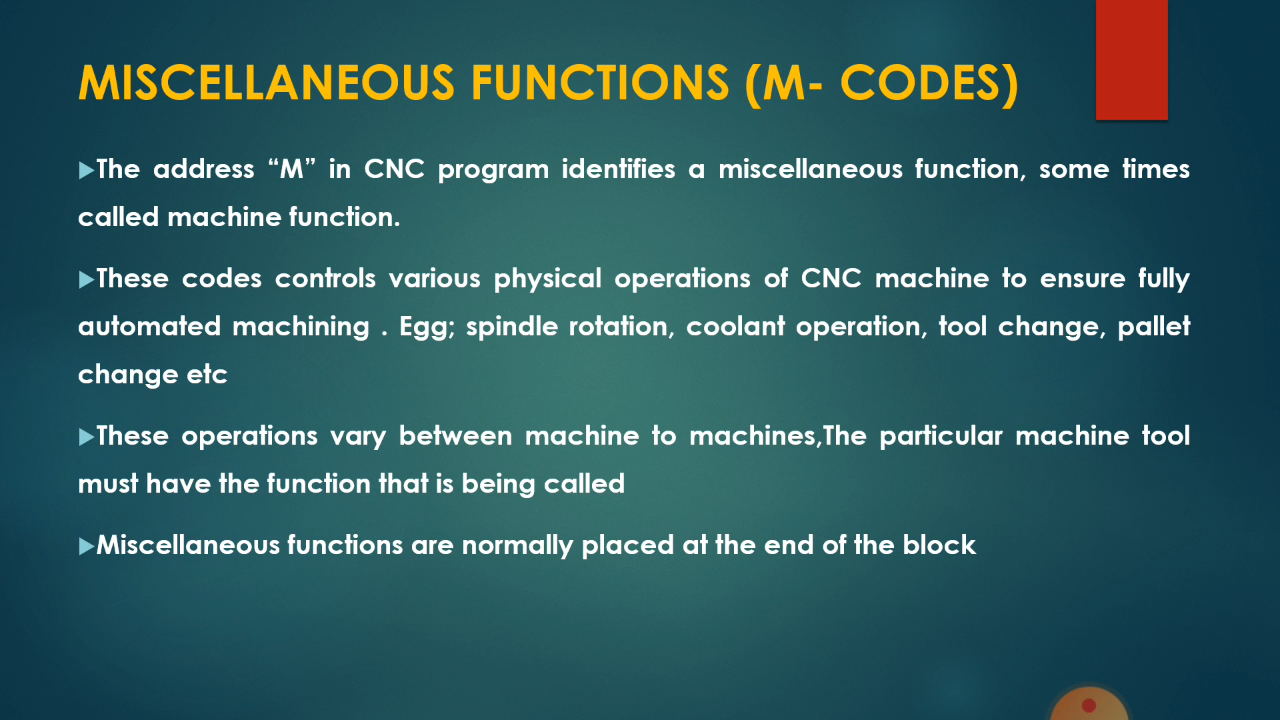 MISCELLANEOUS FUNCTIONS (M- CODES)
The address “M” in CNC program identifies a miscellaneous function, some times
called machine function.
These codes controls various physical operations of CNC machine to ensure fully
automated machining . Egg; spindle rotation, coolant operation, tool change, pallet
change etc
These operations vary between machine to machines,The particular machine tool
must have the function that is being called
Miscellaneous functions are normally placed at the end of the block